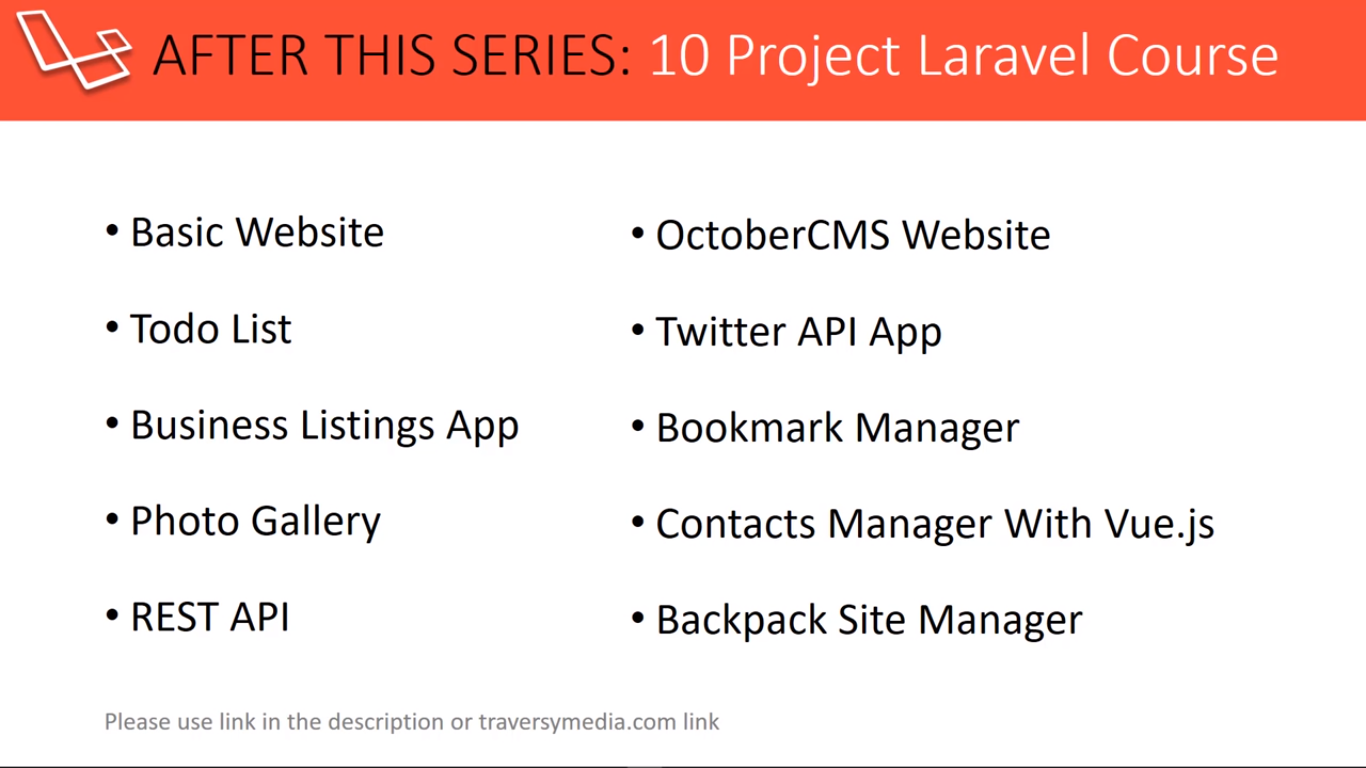 AFTER THIS SERIES: 10 Project Laravel Course
• Basic Website
• Todo List
• Business Listings App
• Photo Gallery
• REST API
• OctoberCMS Website
• Twitter API App
• Bookmark Manager
• Contacts Manager With Vue.js
• Backpack Site Manager
Please use link in the description or traversymedia.com link